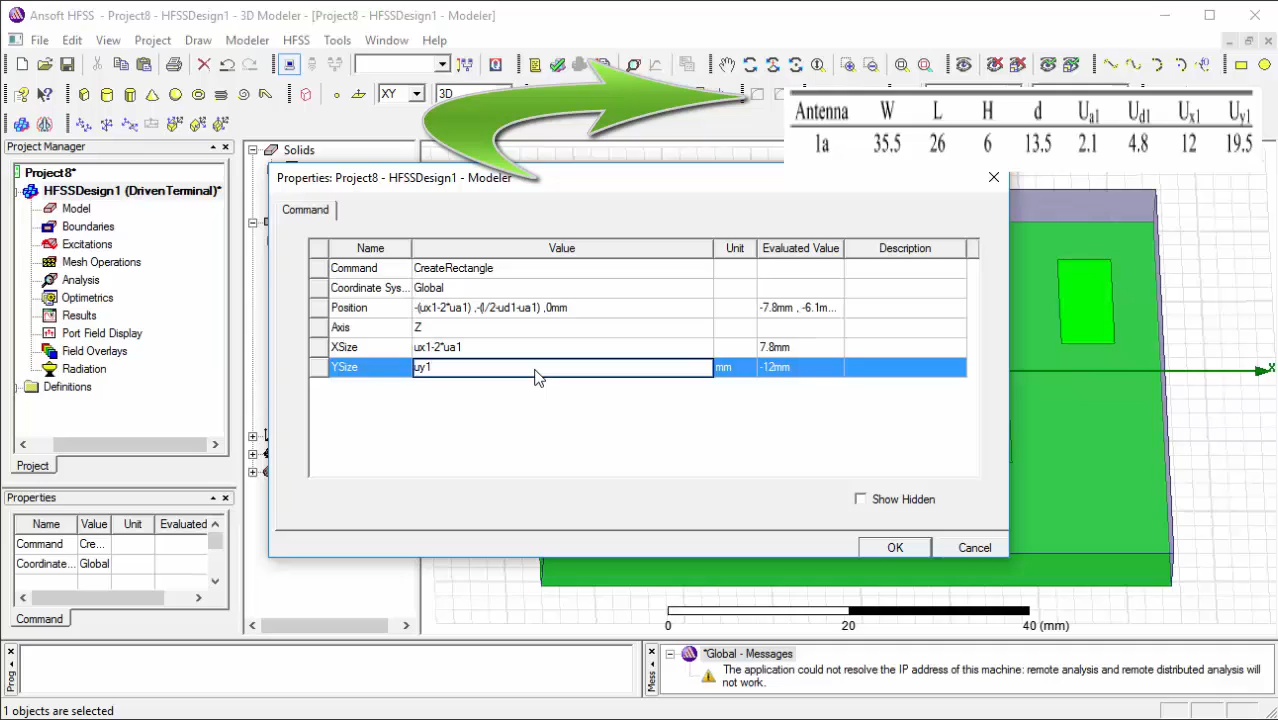 Ansoft HFSS - Project8 - HFSSDesign1 - 3D Modeler - [Project8 - HFSSDesign1 - Modeler]
File Edit View Project Draw Modeler HFSS Tools Window Help
XY 3D
Antenna W L H d Ua1 Ud1 Ux1 Uy1
1a 35.5 26 6 13.5 2.1 4.8 12 19.5
Project Manager
Project8*
HFSSDesign1 (DrivenTerminal)*
Model
Boundaries
Excitations
Mesh Operations
Analysis
Optimetrics
Results
Port Field Display
Field Overlays
Radiation
Definitions
Project
Solids
Properties: Project8 - HFSSDesign1 - Modeler
Command
Name Value Unit Evaluated Value Description
Command CreateRectangle
Coordinate Sys... Global
Position -(ux1-2*ua1) ,-(l/2-ud1-ua1) ,0mm -7.8mm , -6.1m...
Axis Z
XSize ux1-2*ua1 7.8mm
YSize uy1 mm -12mm
Show Hidden
OK Cancel
X
Properties
Name Value Unit Evaluated
Command Cre...
Coordinate... Global
Command
0 20 40 (mm)
Prog
Mess
*Global - Messages
The application could not resolve the IP address of this machine: remote analysis and remote distributed analysis will
not work.
1 objects are selected